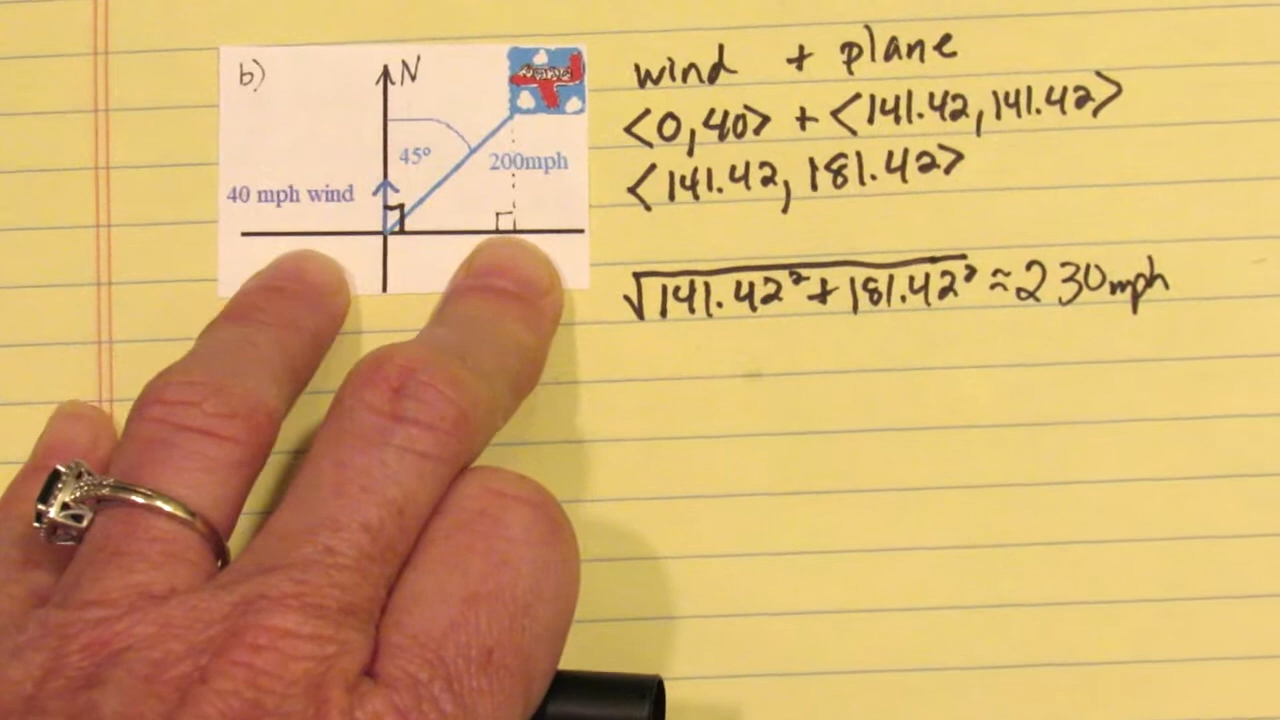 b)
N
45°
200mph
40 mph wind
wind + plane
<0,40> + <141.42, 141.42>
<141.42, 181.42>
√141.42² + 181.42² ≈ 230mph